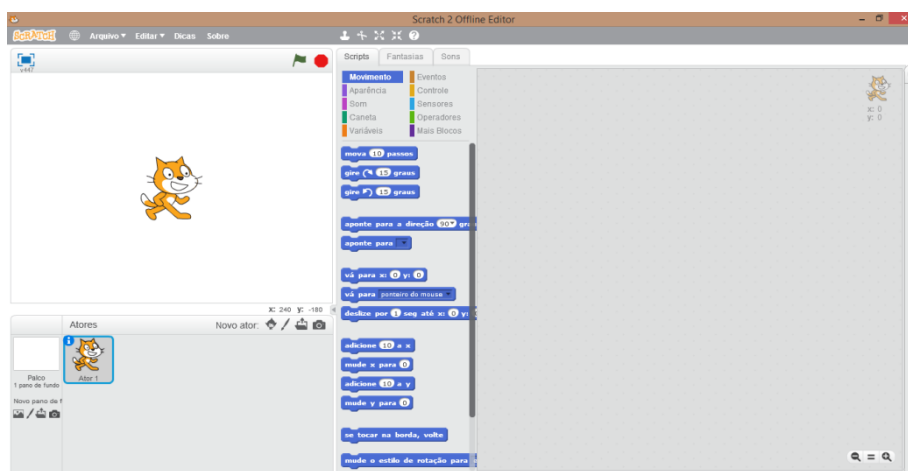 Scratch 2 Offline Editor
SCRATCH Arquivo Editar Dicas Sobre
v447
x: 240 y: -180
Atores
Novo ator:
Palco
1 pano de fundo
Novo pano de f
Ator 1
Scripts Fantasias Sons
Movimento Eventos
Aparência Controle
Som Sensores
Caneta Operadores
Variáveis Mais Blocos
mova 10 passos
gire 15 graus
gire 15 graus
aponte para a direção 90 gra
aponte para
vá para x: 0 y: 0
vá para ponteiro do mouse
deslize por 1 seg até x: 0 y:
adicione 10 a x
mude x para 0
adicione 10 a y
mude y para 0
se tocar na borda, volte
mude o estilo de rotação para
x: 0
y: 0